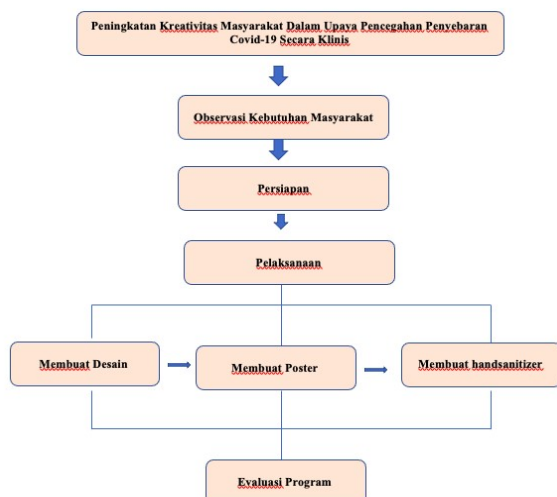 Peningkatan Kreativitas Masyarakat Dalam Upaya Pencegahan Penyebaran
Covid-19 Secara Klinis
Observasi Kebutuhan Masyarakat
Persiapan
Pelaksanaan
Membuat Desain
Membuat Poster
Membuat handsanitizer
Evaluasi Program